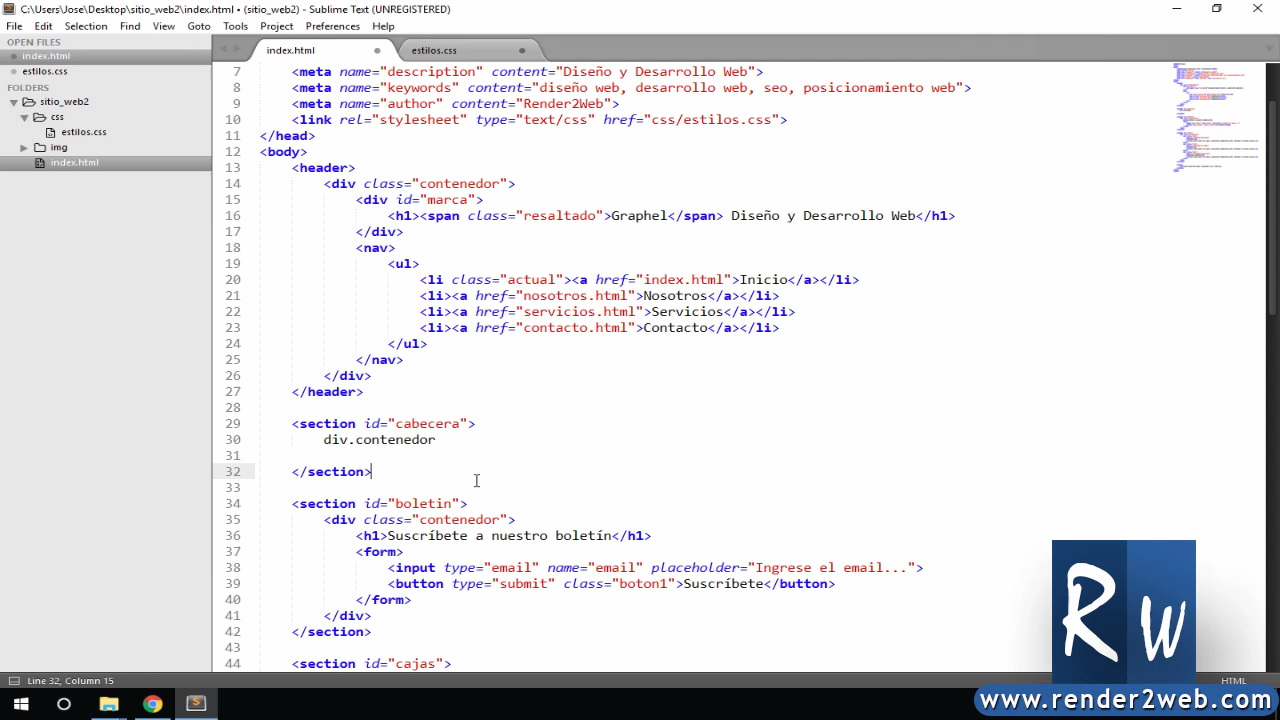 C:\Users\Jose\Desktop\sitio_web2\index.html • (sitio_web2) - Sublime Text (UNREGISTERED)
File Edit Selection Find View Goto Tools Project Preferences Help
OPEN FILES
index.html
estilos.css
FOLDERS
sitio_web2
css
estilos.css
img
index.html
index.html estilos.css
7 <meta name="description" content="Diseño y Desarrollo Web">
8 <meta name="keywords" content="diseño web, desarrollo web, seo, posicionamiento web">
9 <meta name="author" content="Render2Web">
10 <link rel="stylesheet" type="text/css" href="css/estilos.css">
11 </head>
12 <body>
13 <header>
14 <div class="contenedor">
15 <div id="marca">
16 <h1><span class="resaltado">Graphel</span> Diseño y Desarrollo Web</h1>
17 </div>
18 <nav>
19 <ul>
20 <li class="actual"><a href="index.html">Inicio</a></li>
21 <li><a href="nosotros.html">Nosotros</a></li>
22 <li><a href="servicios.html">Servicios</a></li>
23 <li><a href="contacto.html">Contacto</a></li>
24 </ul>
25 </nav>
26 </div>
27 </header>
28
29 <section id="cabecera">
30 div.contenedor
31
32 </section>
33
34 <section id="boletin">
35 <div class="contenedor">
36 <h1>Suscríbete a nuestro boletín</h1>
37 <form>
38 <input type="email" name="email" placeholder="Ingrese el email...">
39 <button type="submit" class="boton1">Suscríbete</button>
40 </form>
41 </div>
42 </section>
43
44 <section id="cajas">
Line 32, Column 15 HTML
RW
www.render2web.com